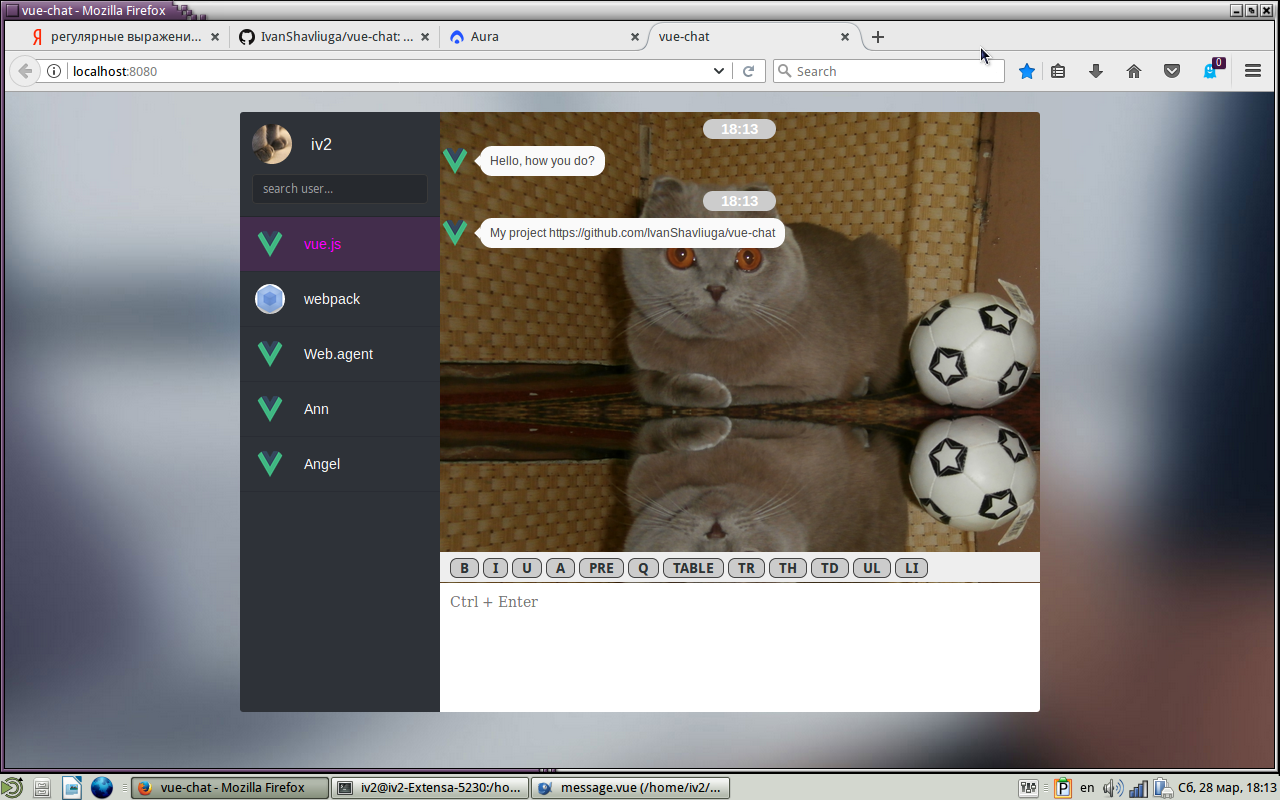 vue-chat - Mozilla Firefox
регулярные выражени...
IvanShavliuga/vue-chat: ...
Aura
vue-chat
localhost:8080
Search
0
iv2
search user...
vue.js
webpack
Web.agent
Ann
Angel
18:13
Hello, how you do?
18:13
My project https://github.com/IvanShavliuga/vue-chat
B I U A PRE Q TABLE TR TH TD UL LI
Ctrl + Enter
vue-chat - Mozilla Firefox
iv2@iv2-Extensa-5230:/ho...
message.vue (/home/iv2/...
en
Сб, 28 мар, 18:13